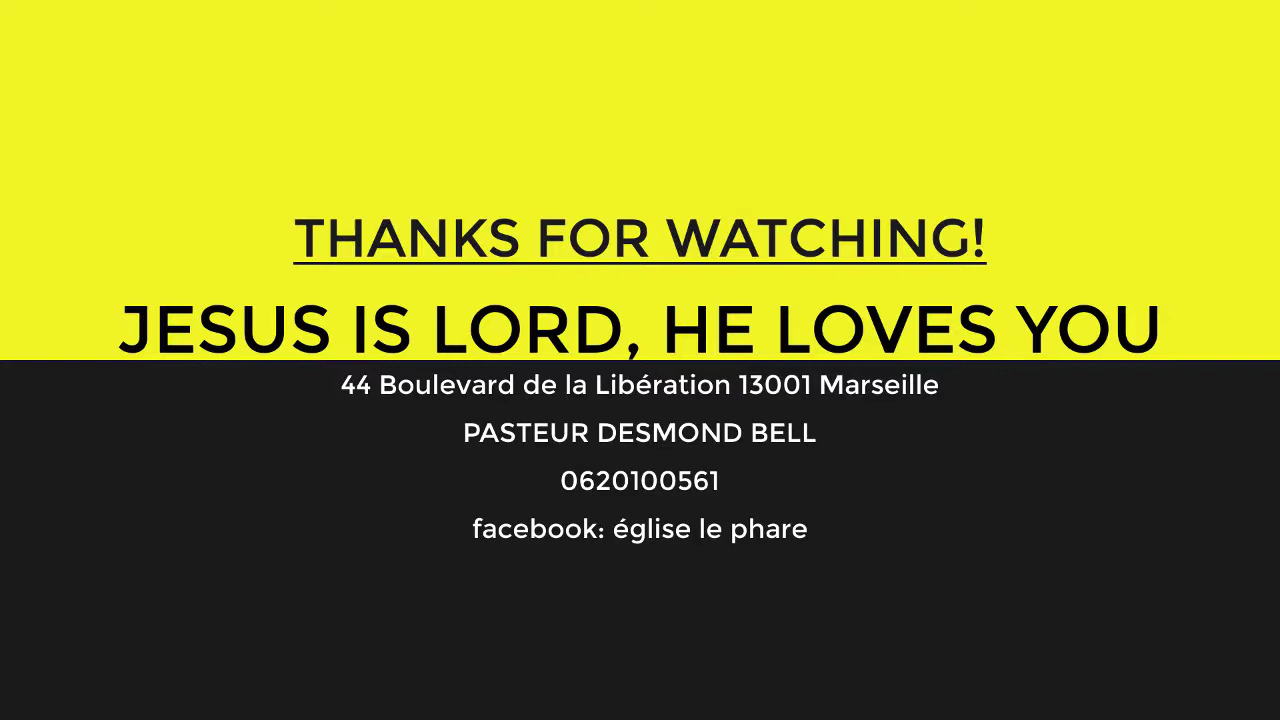 THANKS FOR WATCHING!
JESUS IS LORD, HE LOVES YOU
44 Boulevard de la Libération 13001 Marseille
PASTEUR DESMOND BELL
0620100561
facebook: église le phare